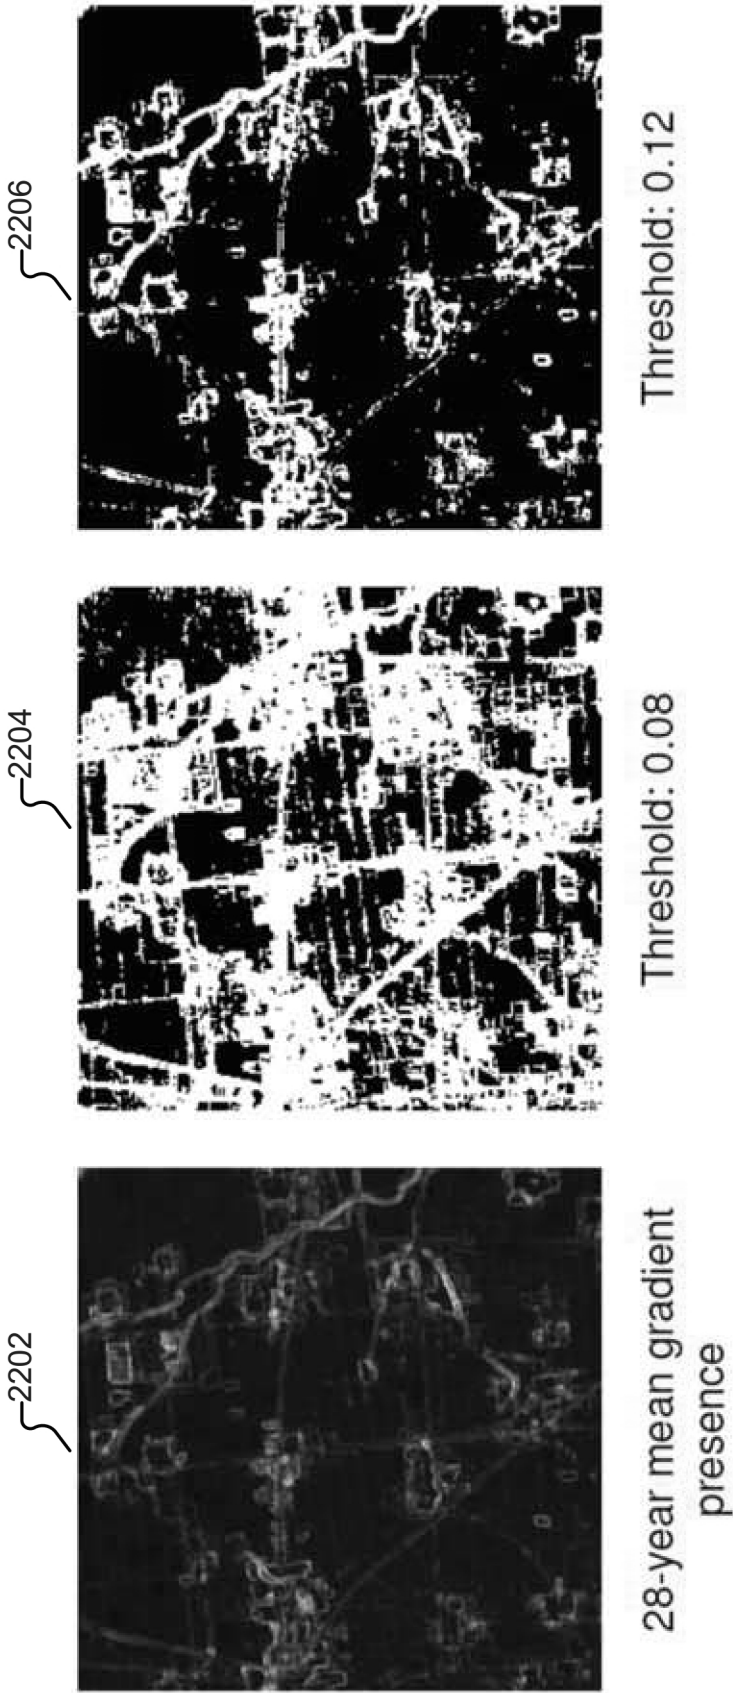 2202
28-year mean gradient
presence
2204
Threshold: 0.08
2206
Threshold: 0.12